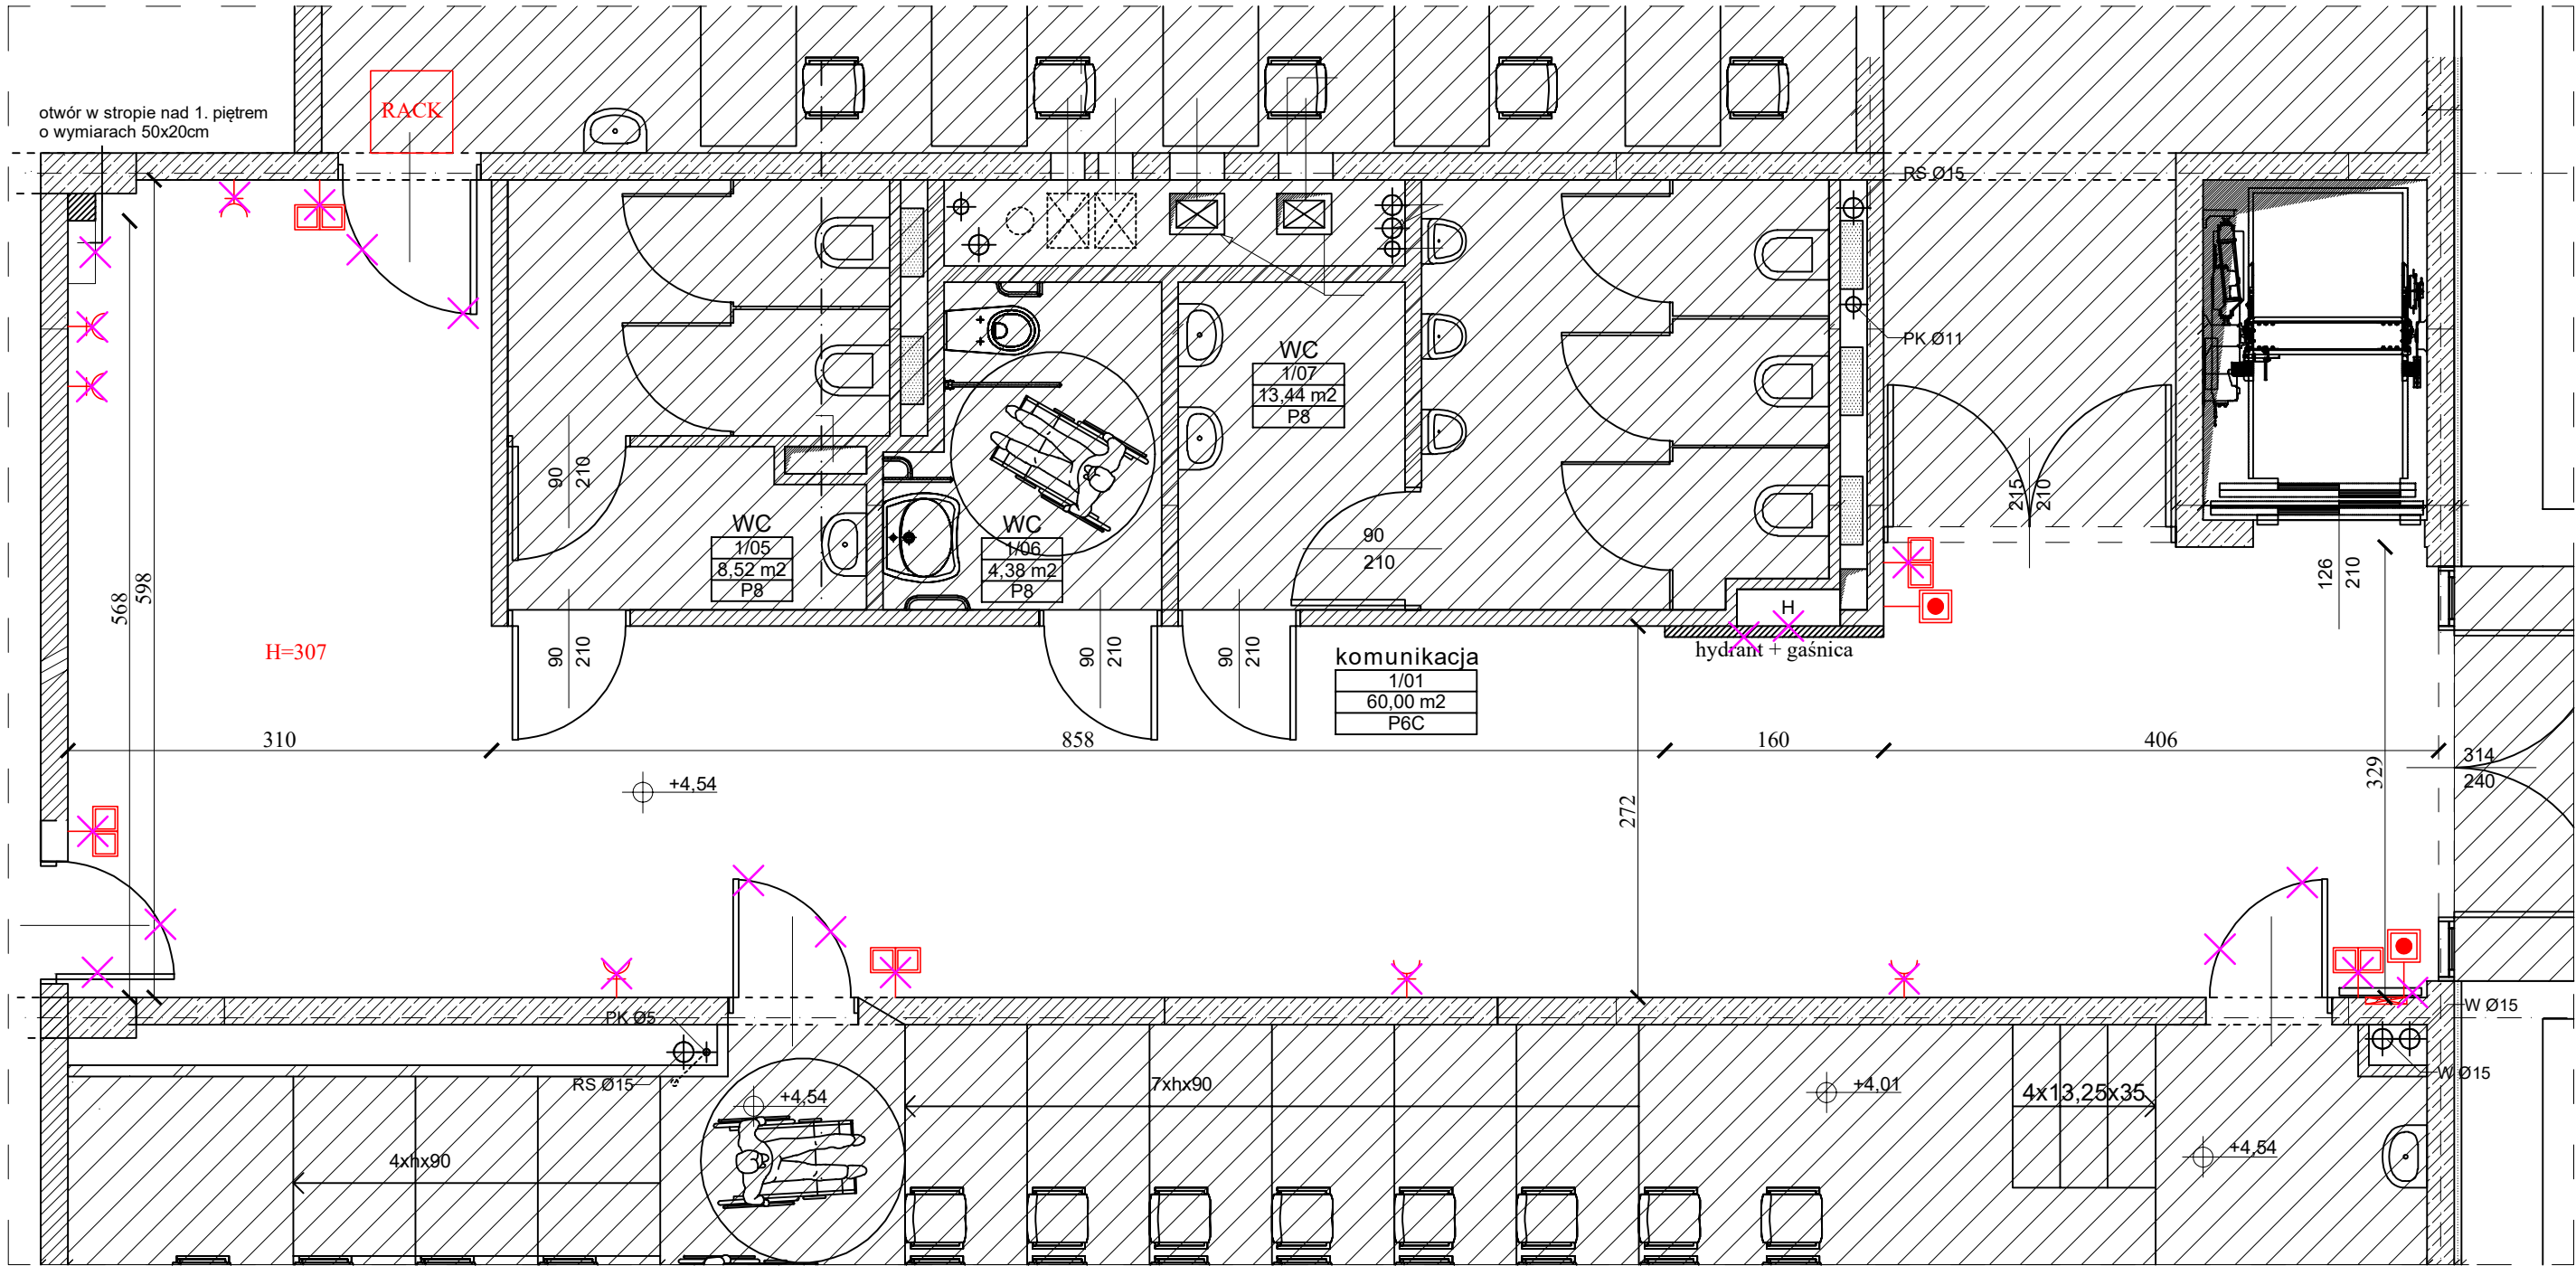 RACK
otwór w stropie nad 1. piętrem
o wymiarach 50x20cm
RS Ø15
PK Ø11
WC
1/07
13,44 m2
P8
90
210
WC
1/05
8,52 m2
P8
WC
1/06
4,38 m2
P8
90
210
215
210
126
210
568
598
H=307
90
210
90
210
90
210
H
hydrant + gaśnica
komunikacja
1/01
60,00 m2
P6C
310
858
160
406
314
240
329
272
+4,54
PK Ø5
RS Ø15
W Ø15
W Ø15
+4,54
7xhx90
+4,01
4x13,25x35
4xhx90
+4,54